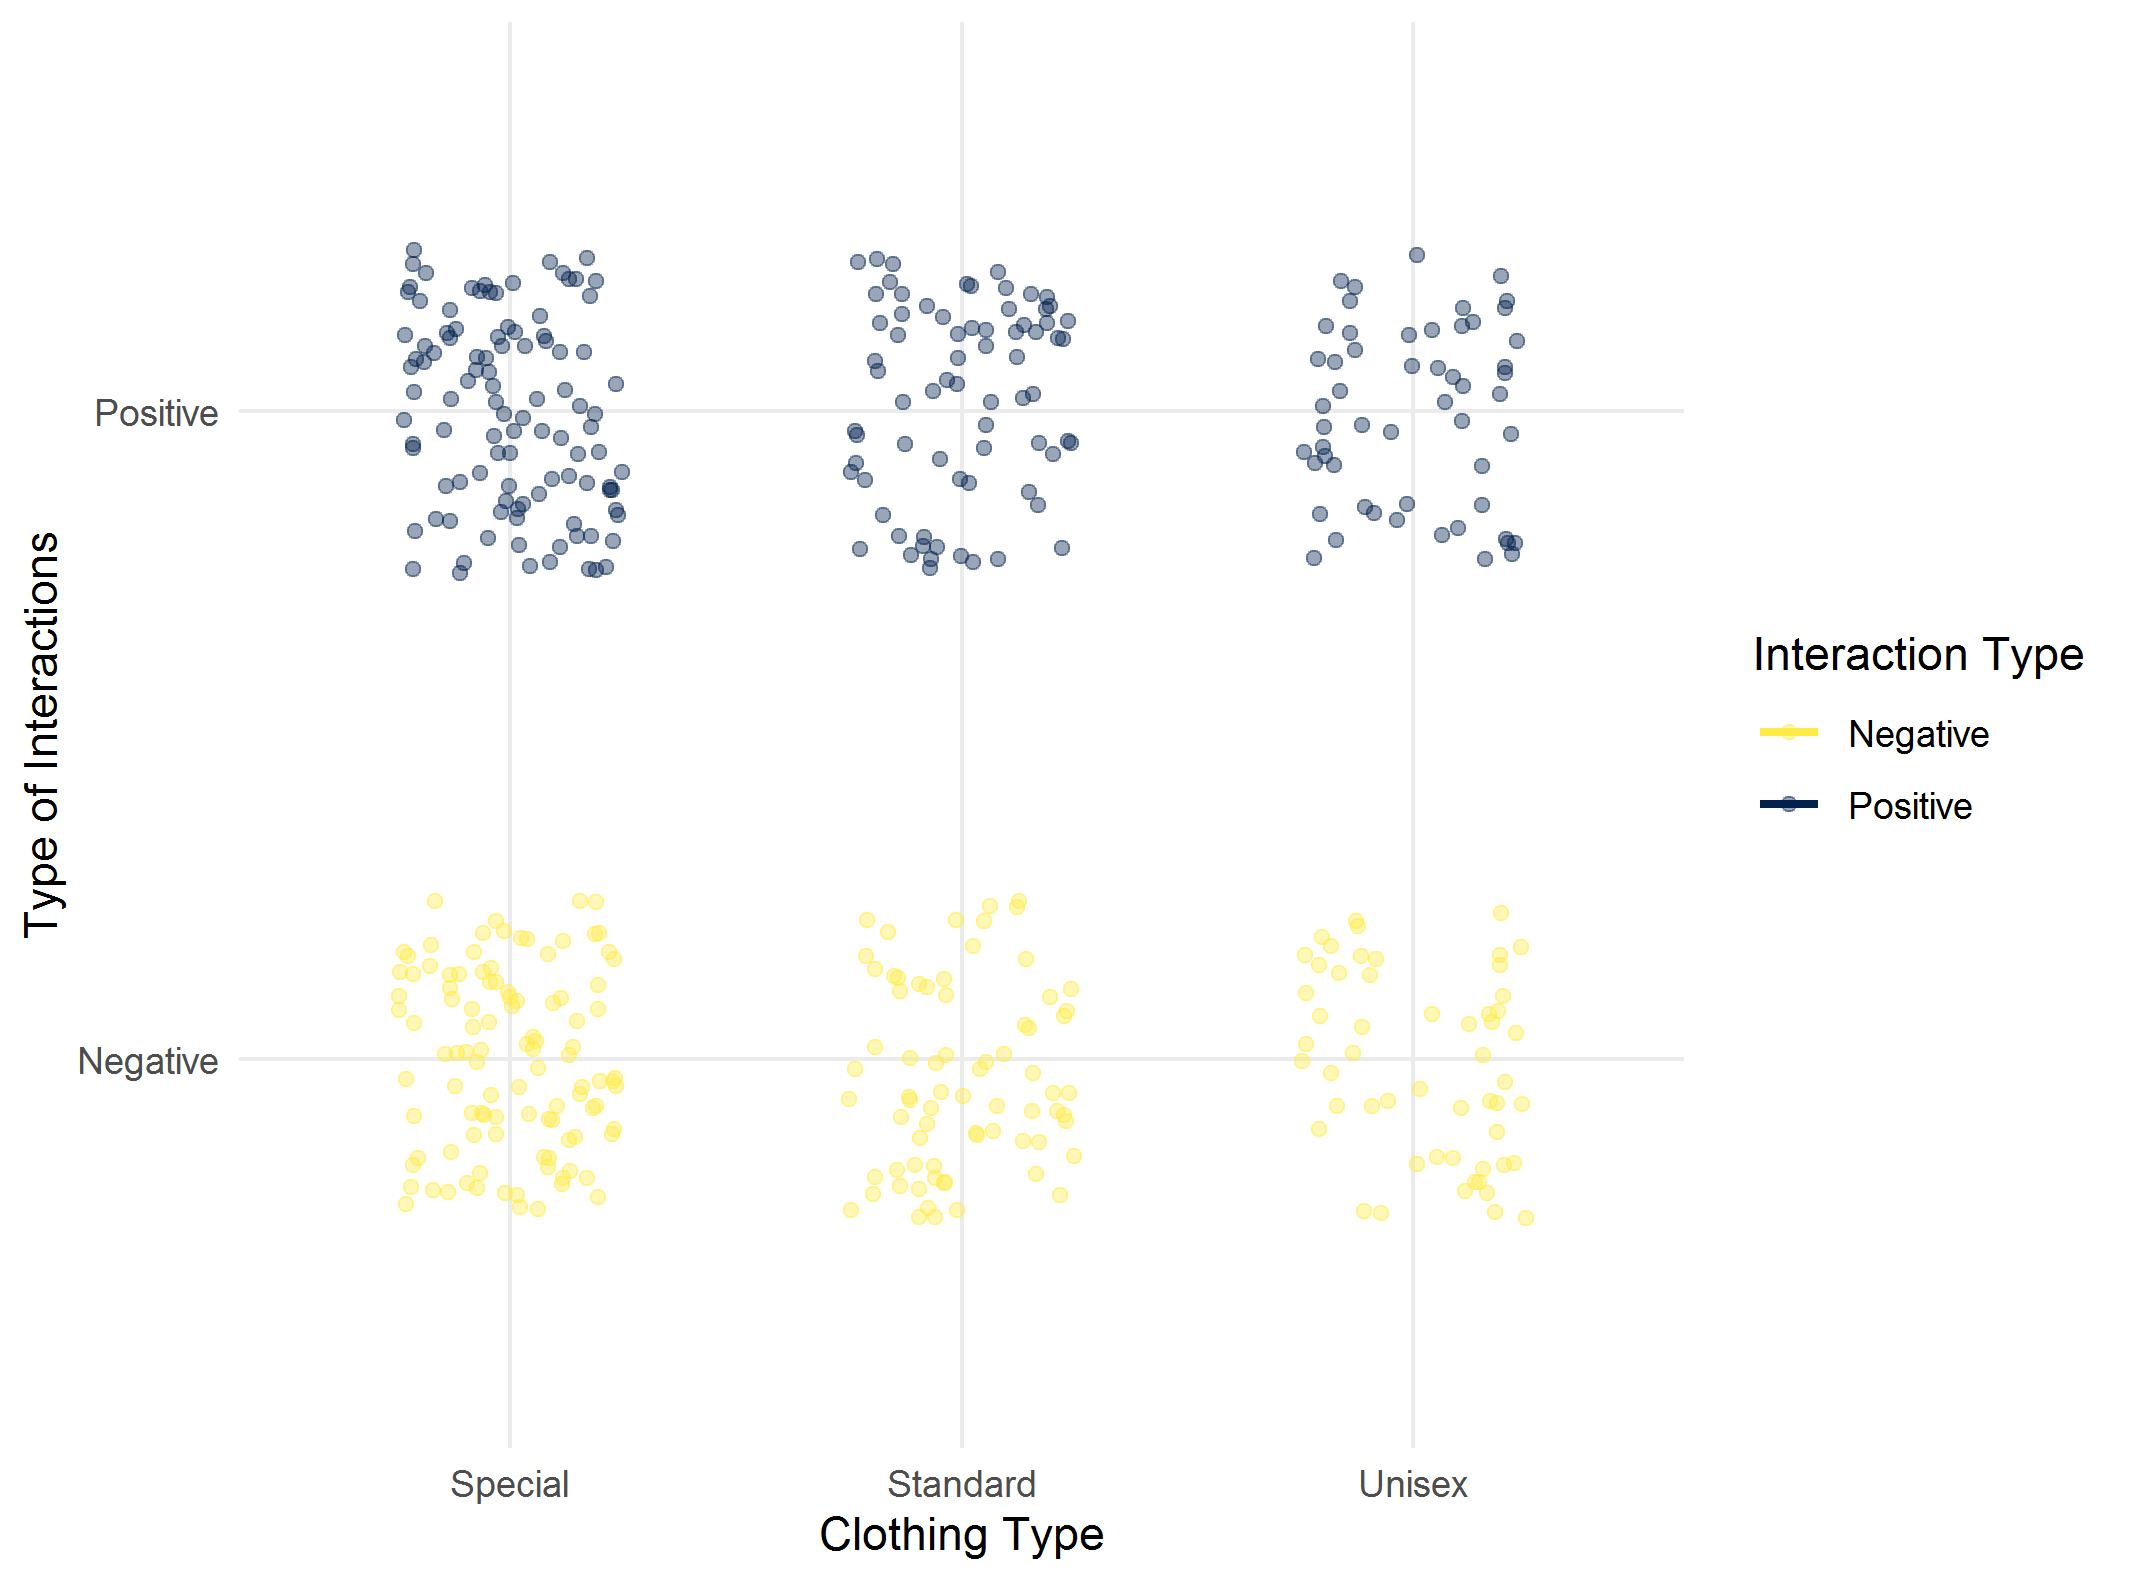 Type of Interactions
Positive
Negative
Special
Standard
Unisex
Clothing Type
Interaction Type
Negative
Positive